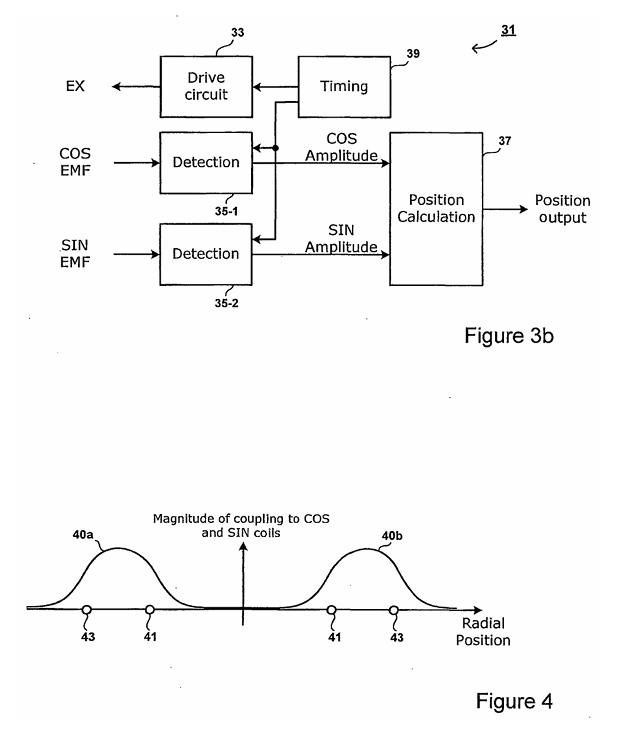 31
33
39
EX
Drive
circuit
Timing
COS
EMF
Detection
COS
Amplitude
37
35-1
Position
Calculation
Position
output
SIN
EMF
Detection
SIN
Amplitude
35-2
Figure 3b
Magnitude of coupling to COS
and SIN coils
40a
40b
43
41
41
43
Radial
Position
Figure 4